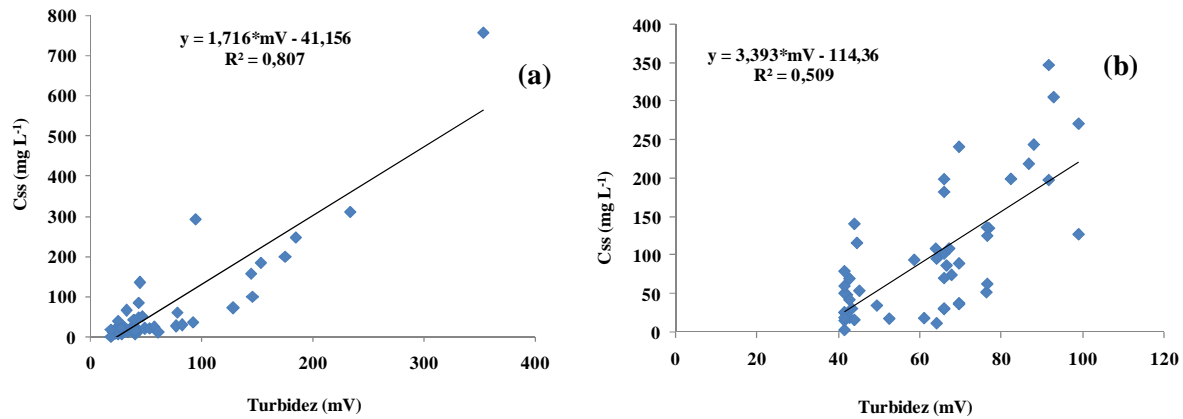 y = 1,716*mV - 41,156
R² = 0,807
(a)
800
700
600
500
400
300
200
100
0
0 100 200 300 400
Css (mg L⁻¹)
Turbidez (mV)
y = 3,393*mV - 114,36
R² = 0,509
(b)
400
350
300
250
200
150
100
50
0
0 20 40 60 80 100 120
Css (mg L⁻¹)
Turbidez (mV)